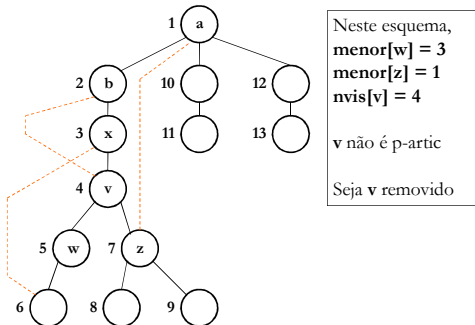 1 a
2 b 10 12
3 x 11 13
4 v
5 w 7 z
6 8 9
Neste esquema,
menor[w] = 3
menor[z] = 1
nvis[v] = 4
v não é p-artic
Seja v removido